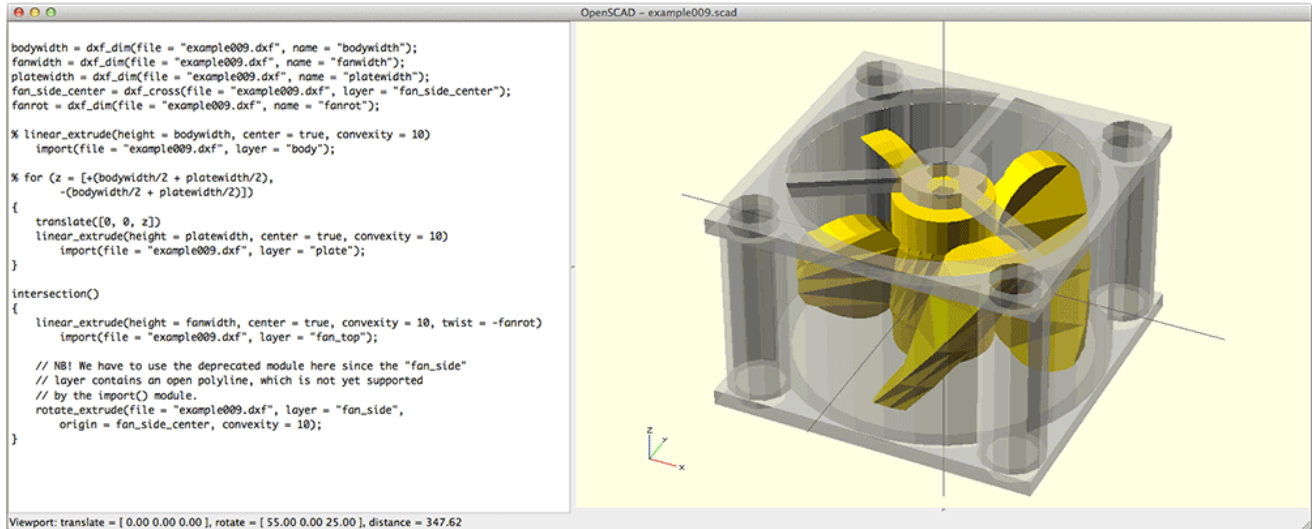 OpenSCAD - example009.scad
bodywidth = dxf_dim(file = "example009.dxf", name = "bodywidth");
fanwidth = dxf_dim(file = "example009.dxf", name = "fanwidth");
platewidth = dxf_dim(file = "example009.dxf", name = "platewidth");
fan_side_center = dxf_cross(file = "example009.dxf", layer = "fan_side_center");
fanrot = dxf_dim(file = "example009.dxf", name = "fanrot");
% linear_extrude(height = bodywidth, center = true, convexity = 10)
import(file = "example009.dxf", layer = "body");
% for (z = [+(bodywidth/2 + platewidth/2),
-(bodywidth/2 + platewidth/2)])
{
translate([0, 0, z])
linear_extrude(height = platewidth, center = true, convexity = 10)
import(file = "example009.dxf", layer = "plate");
}
intersection()
{
linear_extrude(height = fanwidth, center = true, convexity = 10, twist = -fanrot)
import(file = "example009.dxf", layer = "fan_top");
// NB! We have to use the deprecated module here since the "fan_side"
// layer contains an open polyline, which is not yet supported
// by the import() module.
rotate_extrude(file = "example009.dxf", layer = "fan_side",
origin = fan_side_center, convexity = 10);
}
z
y
x
Viewport: translate = [ 0.00 0.00 0.00 ], rotate = [ 55.00 0.00 25.00 ], distance = 347.62